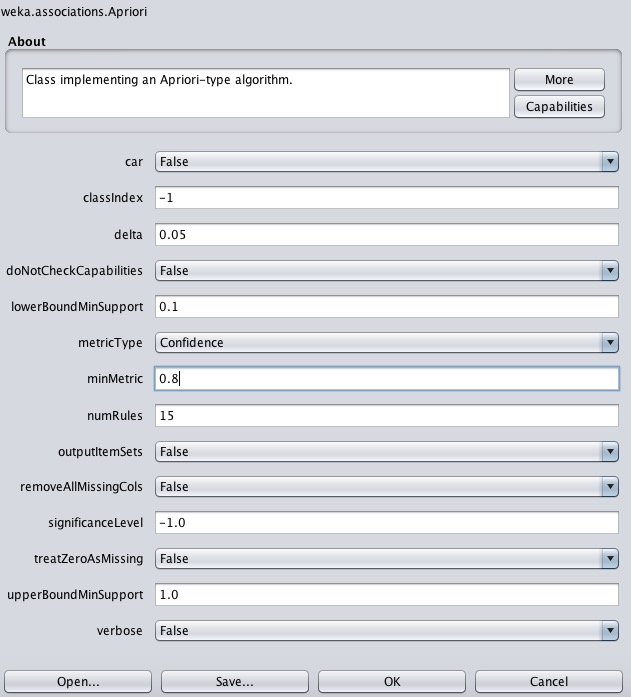 weka.associations.Apriori
About
Class implementing an Apriori-type algorithm.
More
Capabilities
car False
classIndex -1
delta 0.05
doNotCheckCapabilities False
lowerBoundMinSupport 0.1
metricType Confidence
minMetric 0.8
numRules 15
outputItemSets False
removeAllMissingCols False
significanceLevel -1.0
treatZeroAsMissing False
upperBoundMinSupport 1.0
verbose False
Open... Save... OK Cancel